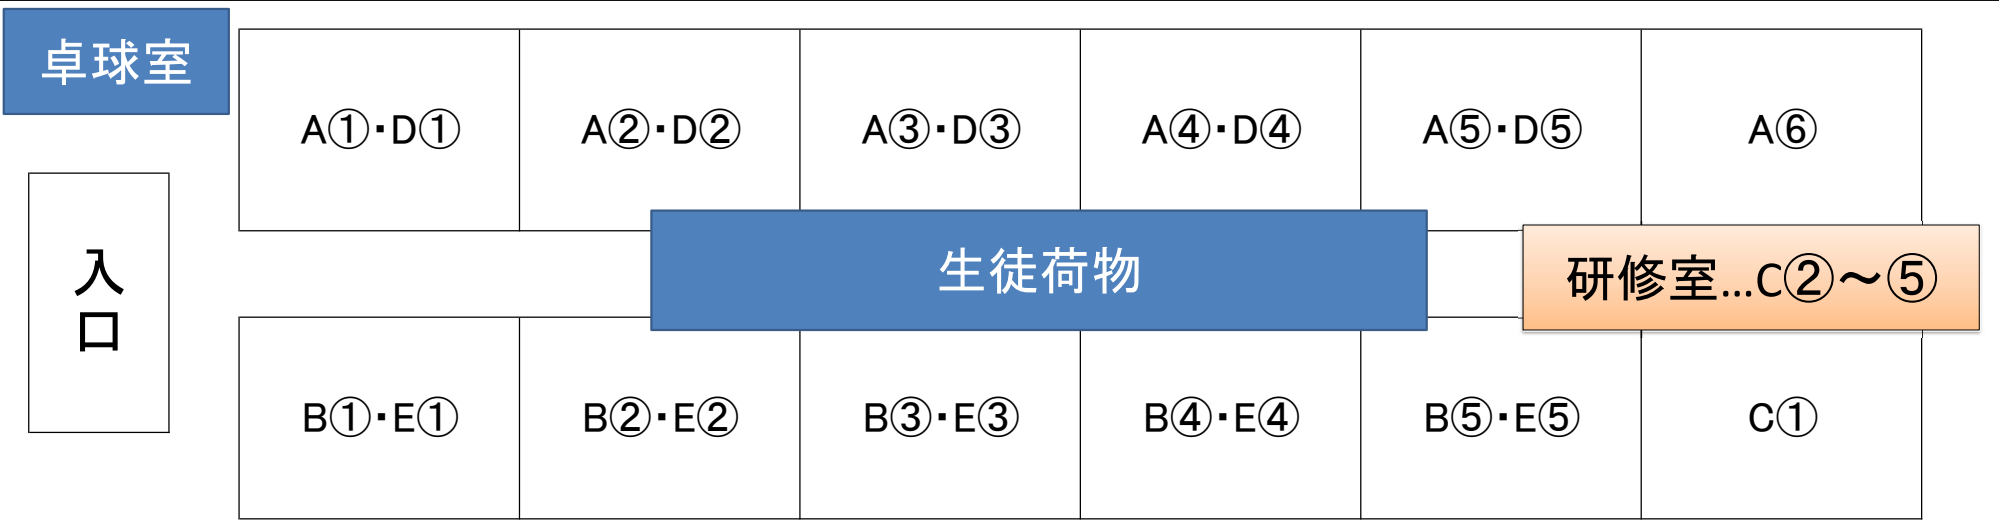 卓球室
A①・D①
A②・D②
A③・D③
A④・D④
A⑤・D⑤
A⑥
入口
生徒荷物
研修室…C②～⑤
B①・E①
B②・E②
B③・E③
B④・E④
B⑤・E⑤
C①